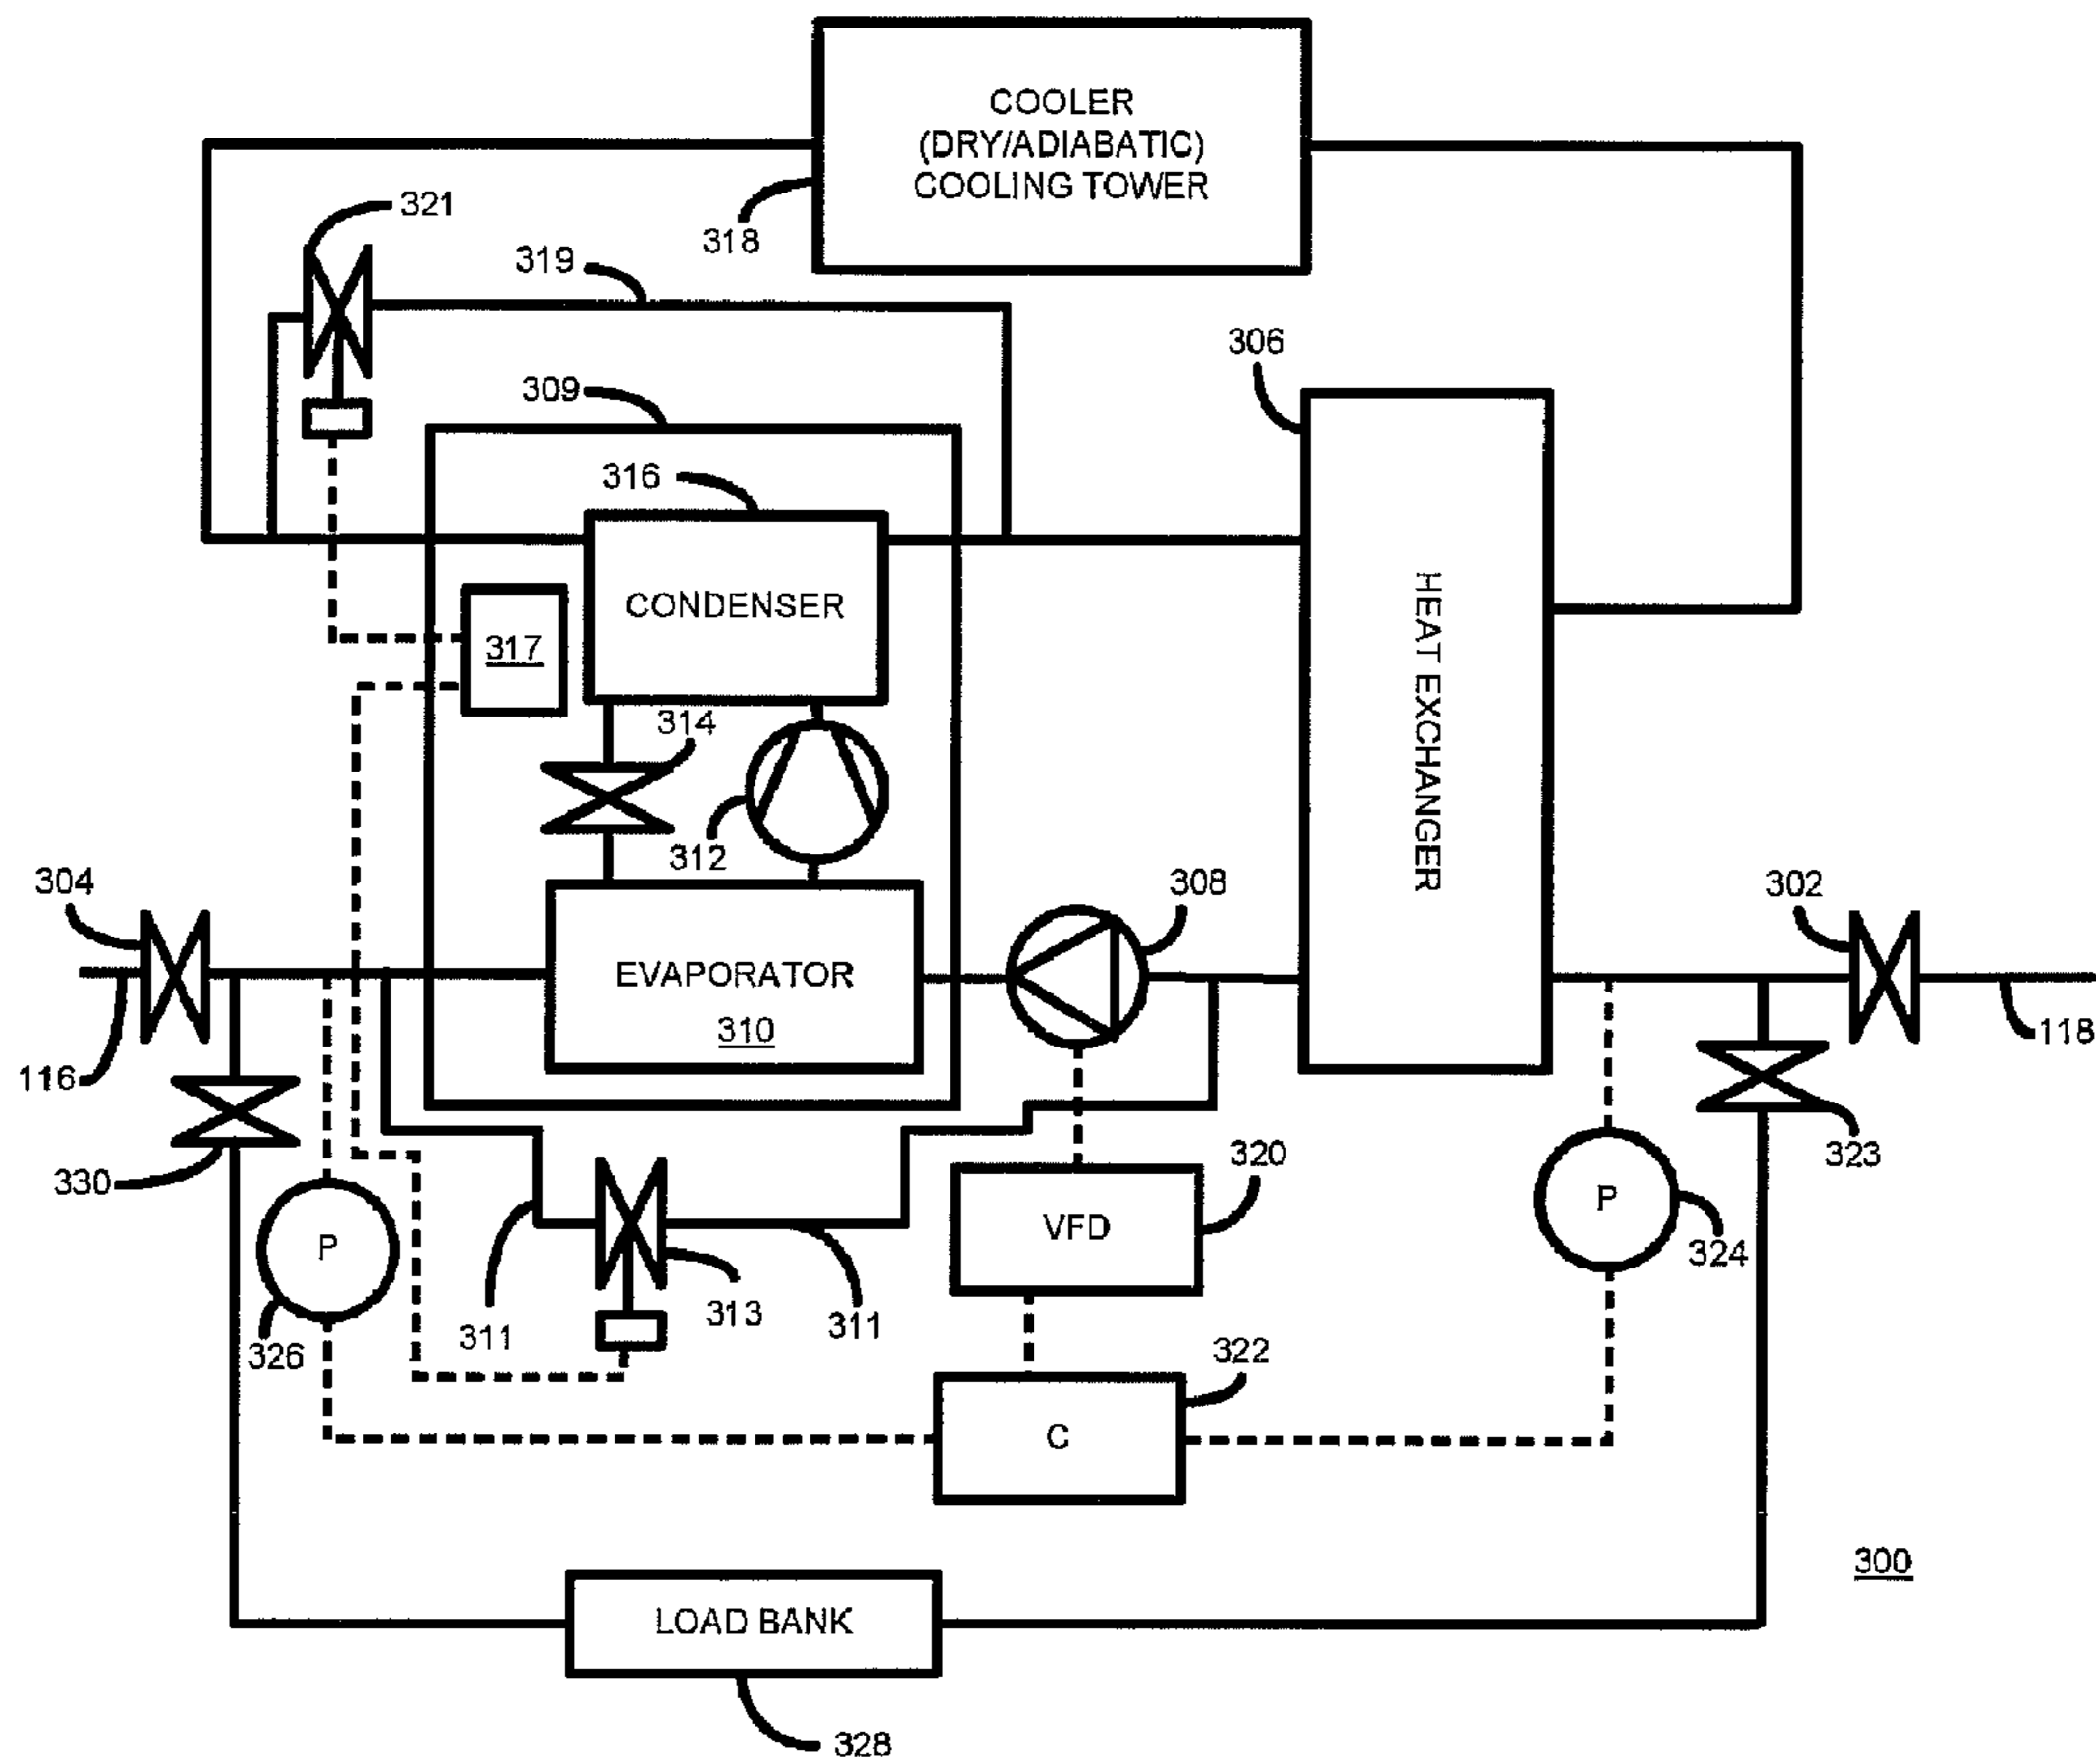 COOLER
(DRY/ADIABATIC)
COOLING TOWER
318
321
319
306
309
316
CONDENSER
317
HEAT EXCHANGER
314
312
304
308
302
EVAPORATOR
310
116
118
330
320
323
P
VFD
P
324
313
311
311
326
322
C
300
LOAD BANK
328